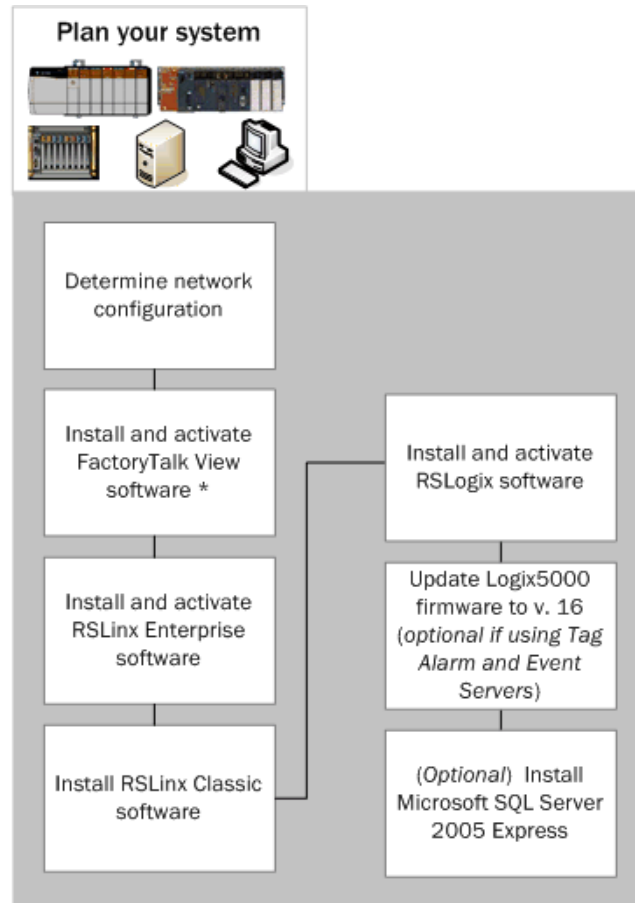 Plan your system
Determine network
configuration
Install and activate
FactoryTalk View
software *
Install and activate
RSLinx Enterprise
software
Install RSLinx Classic
software
Install and activate
RSLogix software
Update Logix5000
firmware to v. 16
(optional if using Tag
Alarm and Event
Servers)
(Optional) Install
Microsoft SQL Server
2005 Express